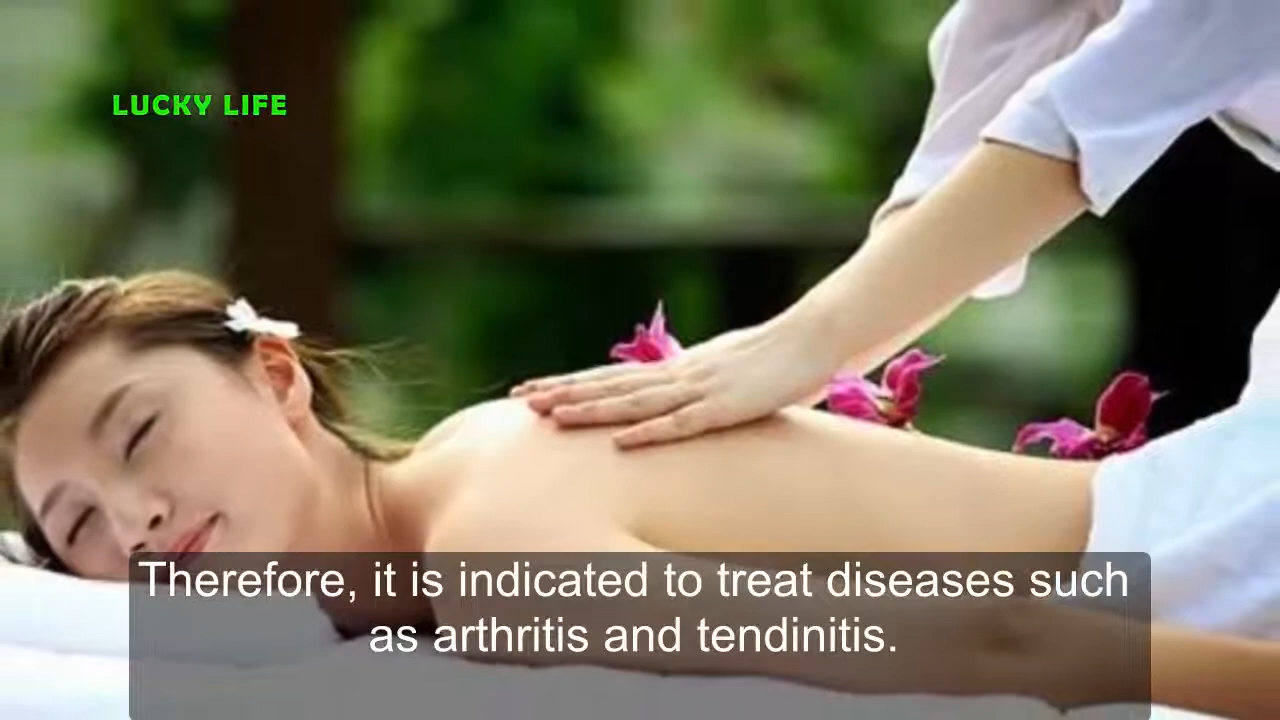 LUCKY LIFE
Therefore, it is indicated to treat diseases such
as arthritis and tendinitis.